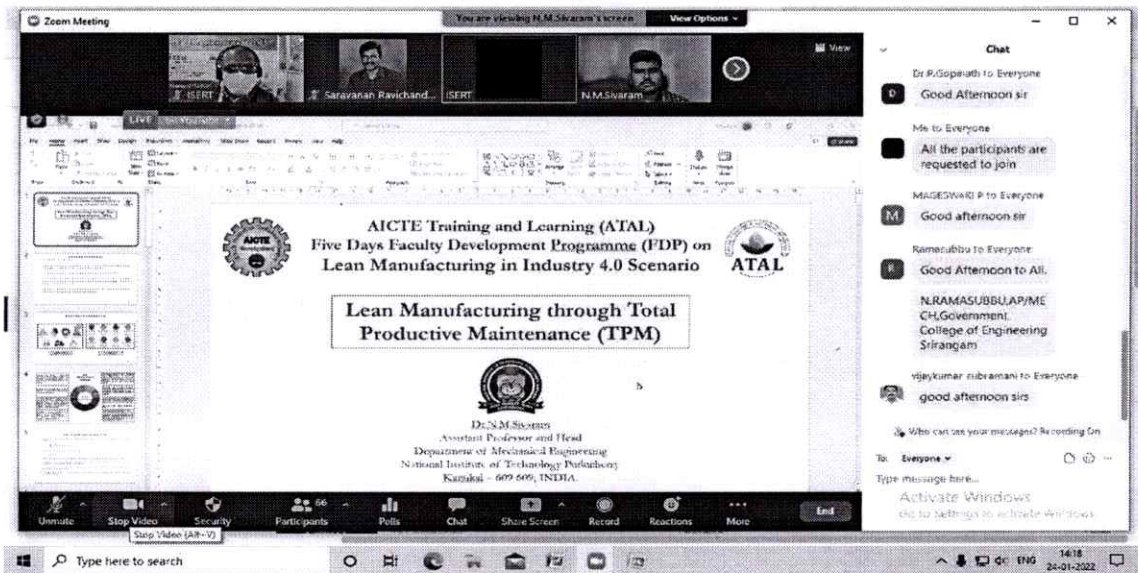 Zoom Meeting
You are viewing N.M.Sivaram's screen
View Options
View
ISERT
Saravanan Ravichand...
ISERT
N.M.Sivaram
LIVE
AICTE
ATAL
AICTE Training and Learning (ATAL)
Five Days Faculty Development Programme (FDP) on
Lean Manufacturing in Industry 4.0 Scenario
Lean Manufacturing through Total
Productive Maintenance (TPM)
Dr.N.M.Sivaram
Assistant Professor and Head
Department of Mechanical Engineering
National Institute of Technology Puducherry
Karaikal – 609 609, INDIA.
Unmute
Stop Video
Security
Participants
66
Polls
Chat
Share Screen
Record
Reactions
More
End
Stop Video (Alt+V)
Chat
Dr.P.Gopinath to Everyone
D
Good Afternoon sir
Me to Everyone
All the participants are
requested to join
MAGESWARI P to Everyone
M
Good afternoon sir
Ramasubbu to Everyone
R
Good Afternoon to All.
N.RAMASUBBU,AP/ME
CH,Government
College of Engineering
Srirangam
vijaykumar subramani to Everyone
good afternoon sirs
Who can see your messages? Recording On
To: Everyone
Type message here...
Activate Windows
Go to Settings to activate Windows.
Type here to search
ENG
14:18
24-01-2022